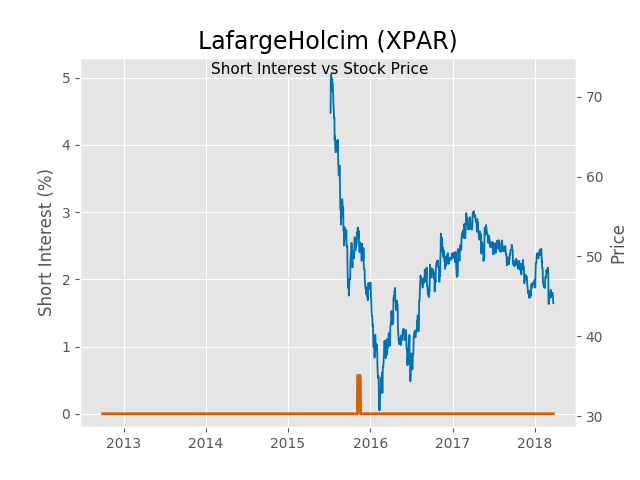 LafargeHolcim (XPAR)
Short Interest vs Stock Price
5
4
3
2
1
0
Short Interest (%)
70
60
50
40
30
Price
2013 2014 2015 2016 2017 2018